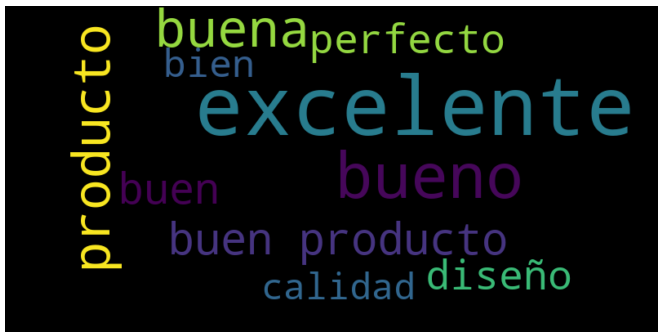 buena
perfecto
bien
excelente
producto
buen
bueno
buen producto
calidad
diseño